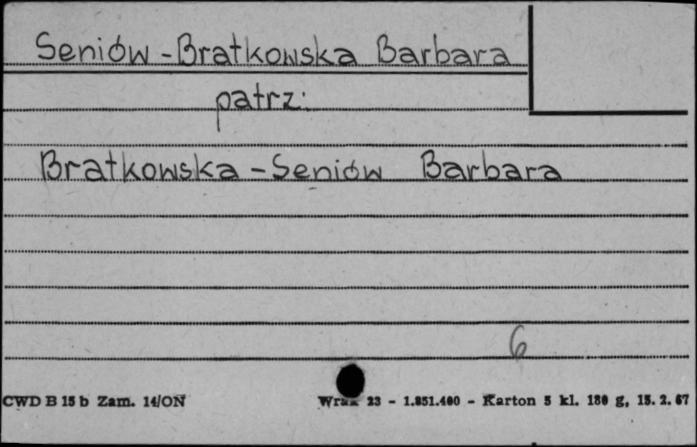 Seniów-Bratkowska Barbara
patrz:
Bratkowska-Seniów Barbara
6
CWD B 15 b Zam. 14/ON 23 - 1.851.400 - Karton 5 kl. 180 g, 15. 2. 67